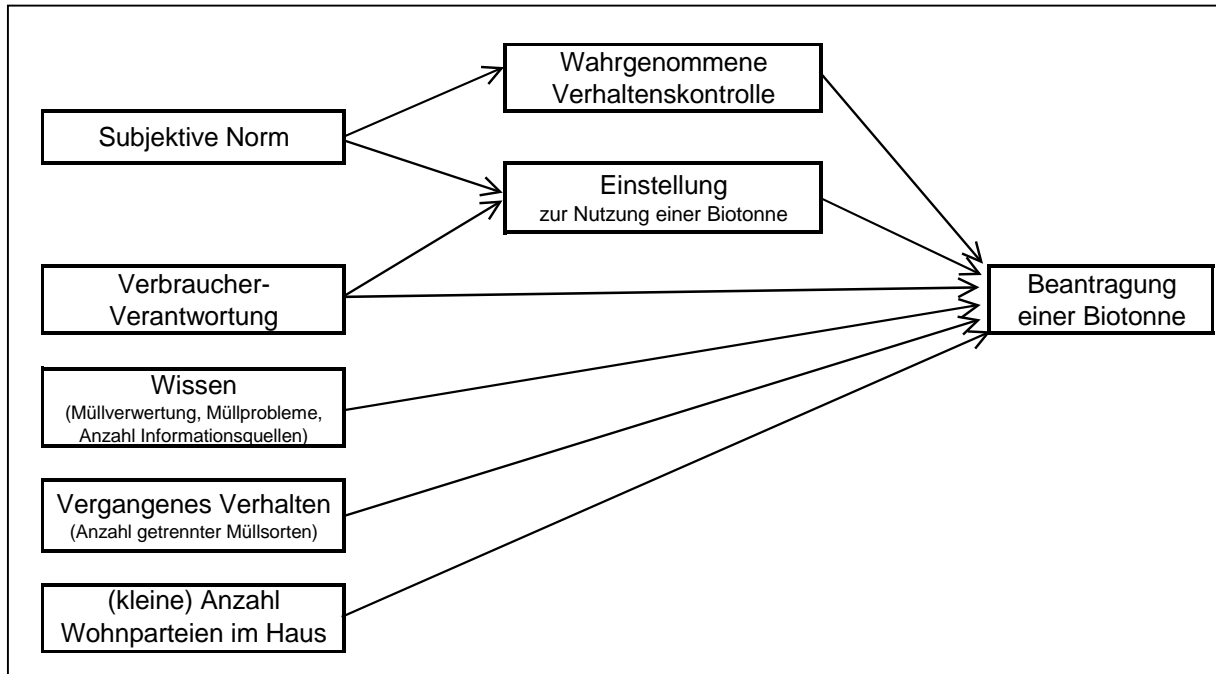 Wahrgenommene
Verhaltenskontrolle
Subjektive Norm
Einstellung
zur Nutzung einer Biotonne
Verbraucher-
Verantwortung
Beantragung
einer Biotonne
Wissen
(Müllverwertung, Müllprobleme,
Anzahl Informationsquellen)
Vergangenes Verhalten
(Anzahl getrennter Müllsorten)
(kleine) Anzahl
Wohnparteien im Haus